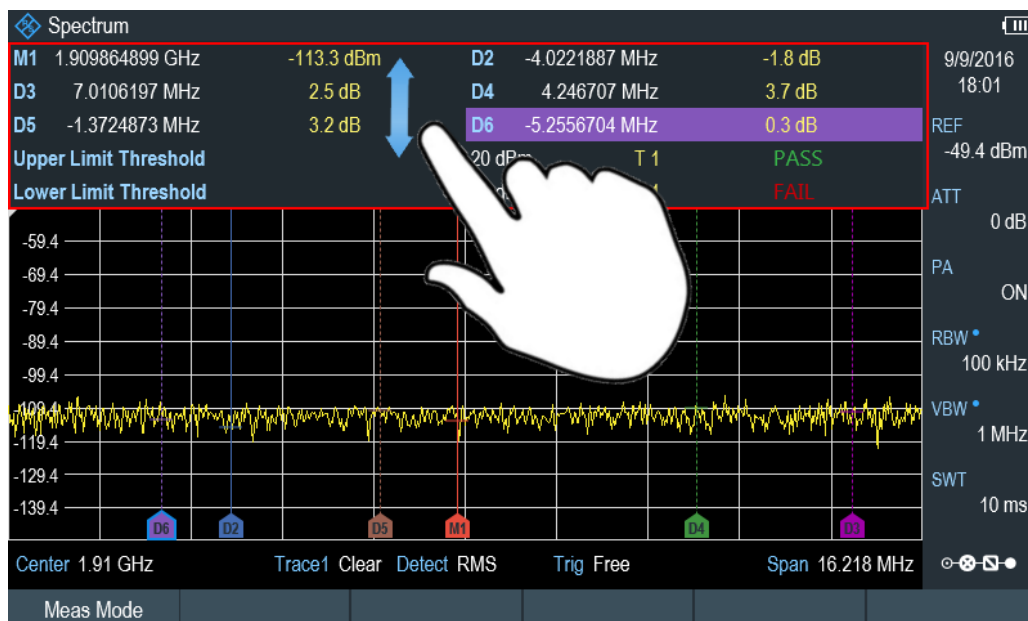 Spectrum
M1 1.909864899 GHz -113.3 dBm D2 -4.0221887 MHz -1.8 dB
D3 7.0106197 MHz 2.5 dB D4 4.246707 MHz 3.7 dB
D5 -1.3724873 MHz 3.2 dB D6 -5.2556704 MHz 0.3 dB
Upper Limit Threshold 20 T 1 PASS
Lower Limit Threshold FAIL
9/9/2016
18:01
REF
-49.4 dBm
ATT
0 dB
PA
ON
RBW
100 kHz
VBW
1 MHz
SWT
10 ms
-59.4
-69.4
-79.4
-89.4
-99.4
-109.4
-119.4
-129.4
-139.4
D6 D2 D5 M1 D4 D3
Center 1.91 GHz Trace1 Clear Detect RMS Trig Free Span 16.218 MHz
Meas Mode